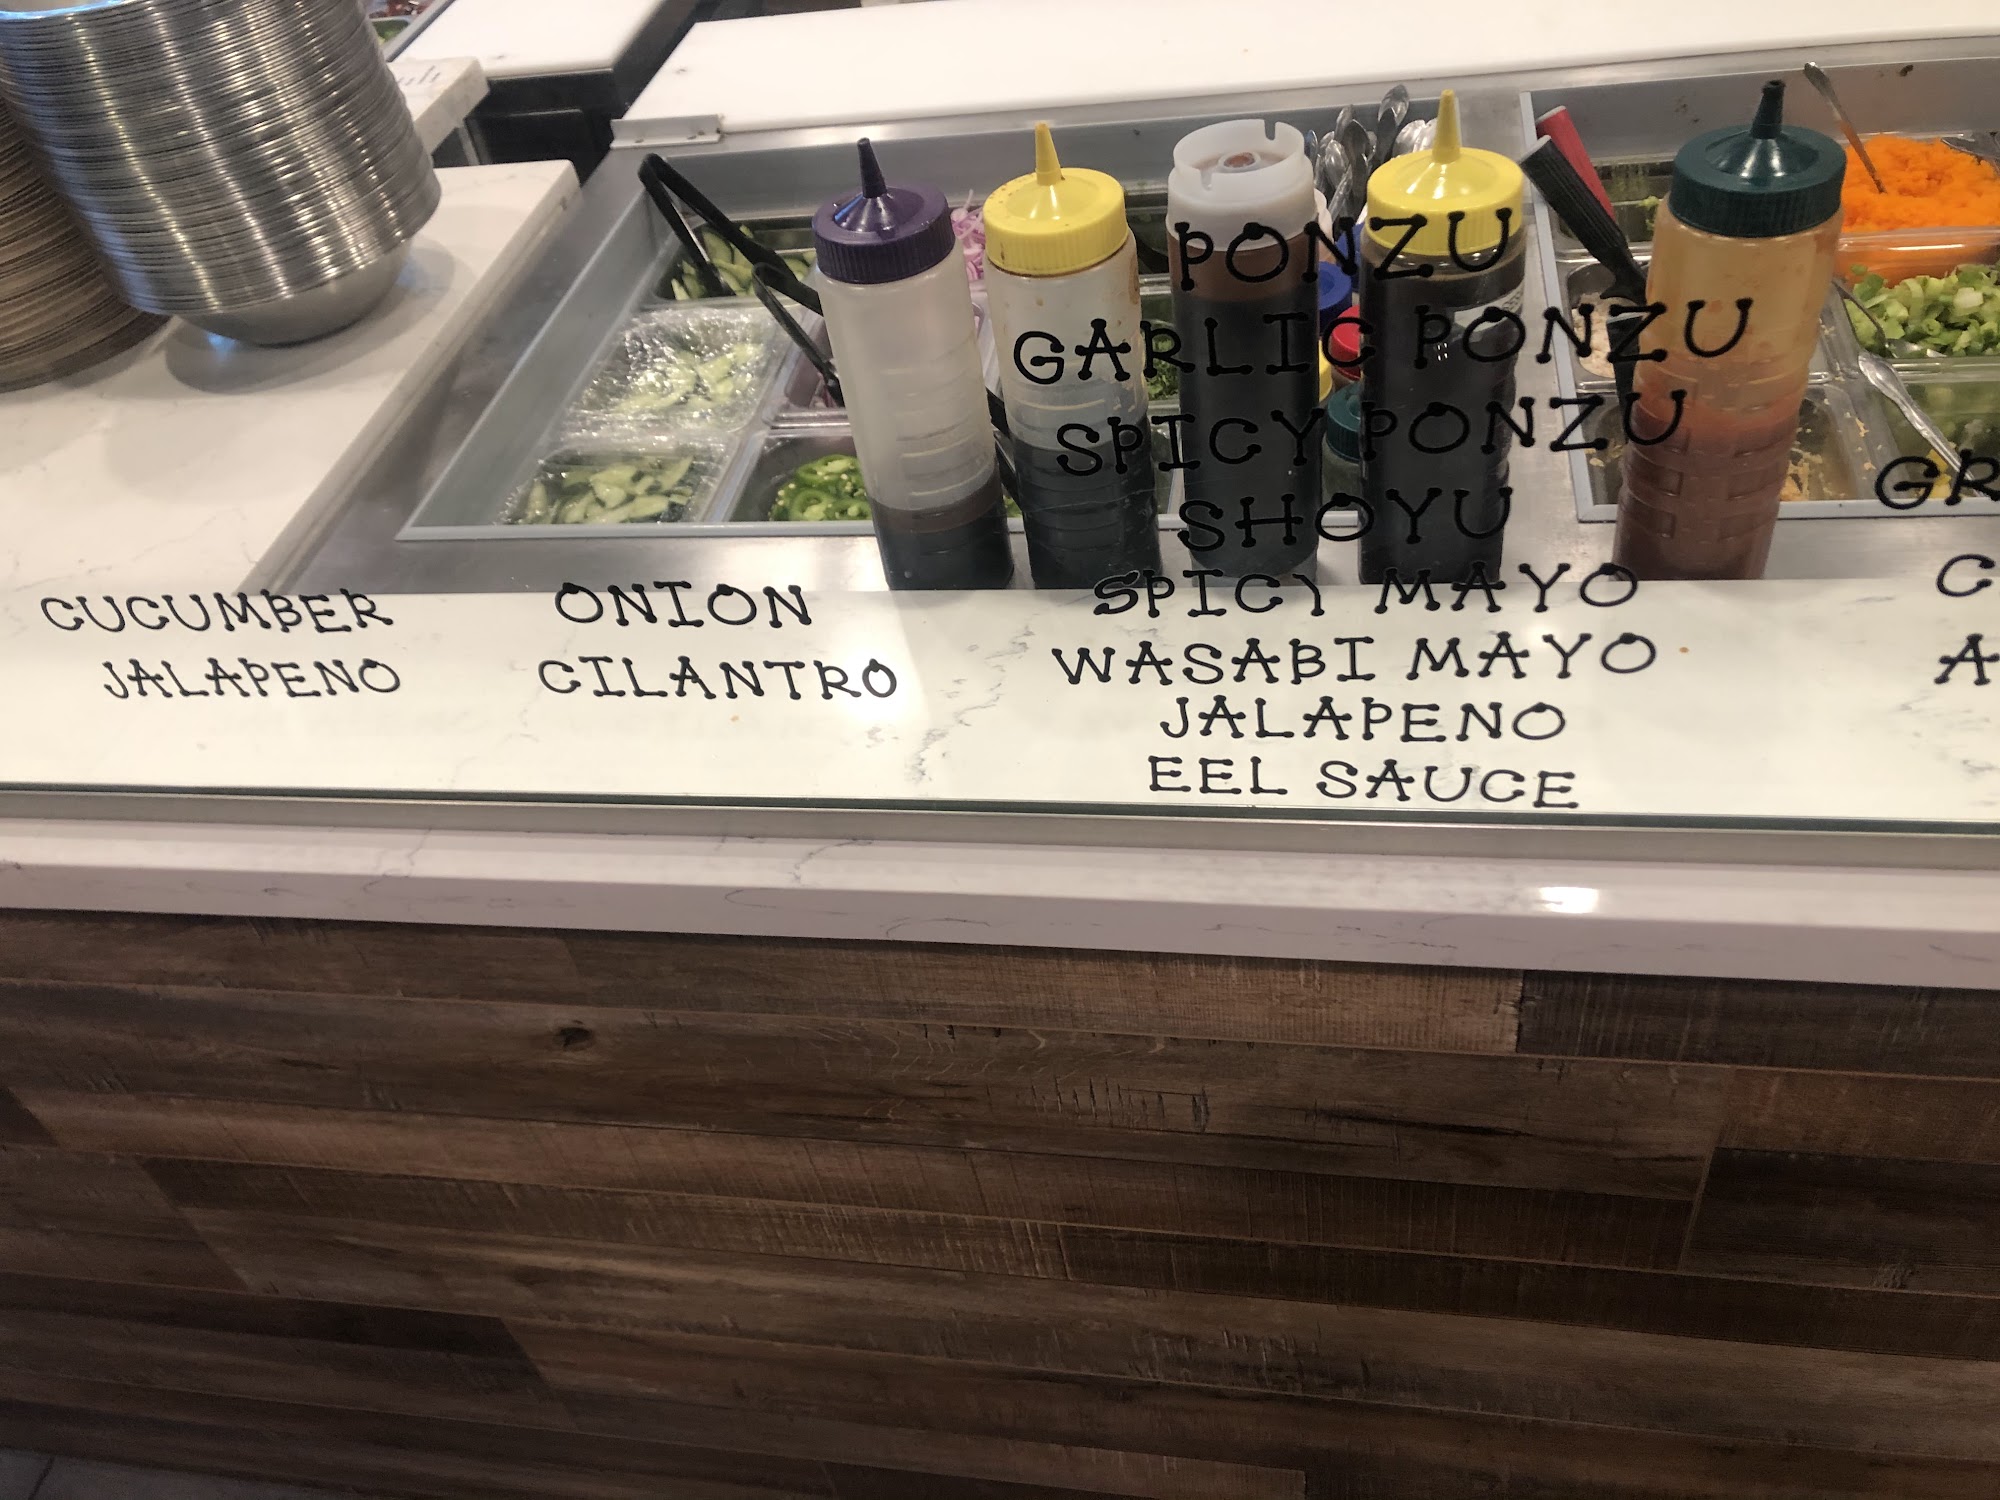 CUCUMBER
JALAPENO
ONION
CILANTRO
PONZU
GARLIC PONZU
SPICY PONZU
SHOYU
SPICY MAYO
WASABI MAYO
JALAPENO
EEL SAUCE